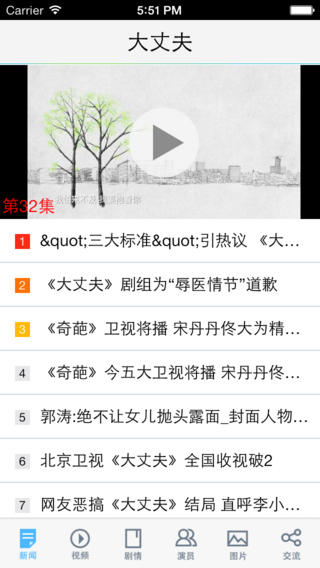 Carrier 5:51 PM
大丈夫
第32集
1 &quot;三大标准&quot;引热议 《大...
2 《大丈夫》剧组为“辱医情节”道歉
3 《奇葩》卫视将播 宋丹丹佟大为精...
4 《奇葩》今五大卫视将播 宋丹丹佟...
5 郭涛:绝不让女儿抛头露面_封面人物...
6 北京卫视《大丈夫》全国收视破2
7 网友恶搞《大丈夫》结局 直呼李小...
新闻 视频 剧情 演员 图片 交流